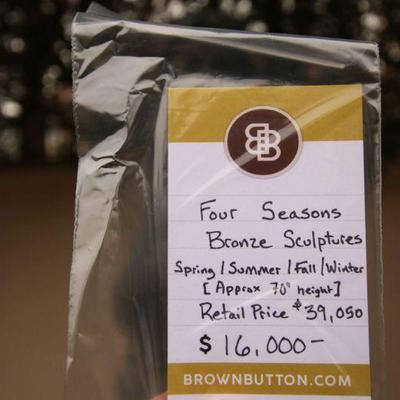 BB
Four Seasons
Bronze Sculptures
Spring/Summer/Fall/Winter
[Approx 70" height]
Retail Price $39,050
$16,000-
BROWNBUTTON.COM